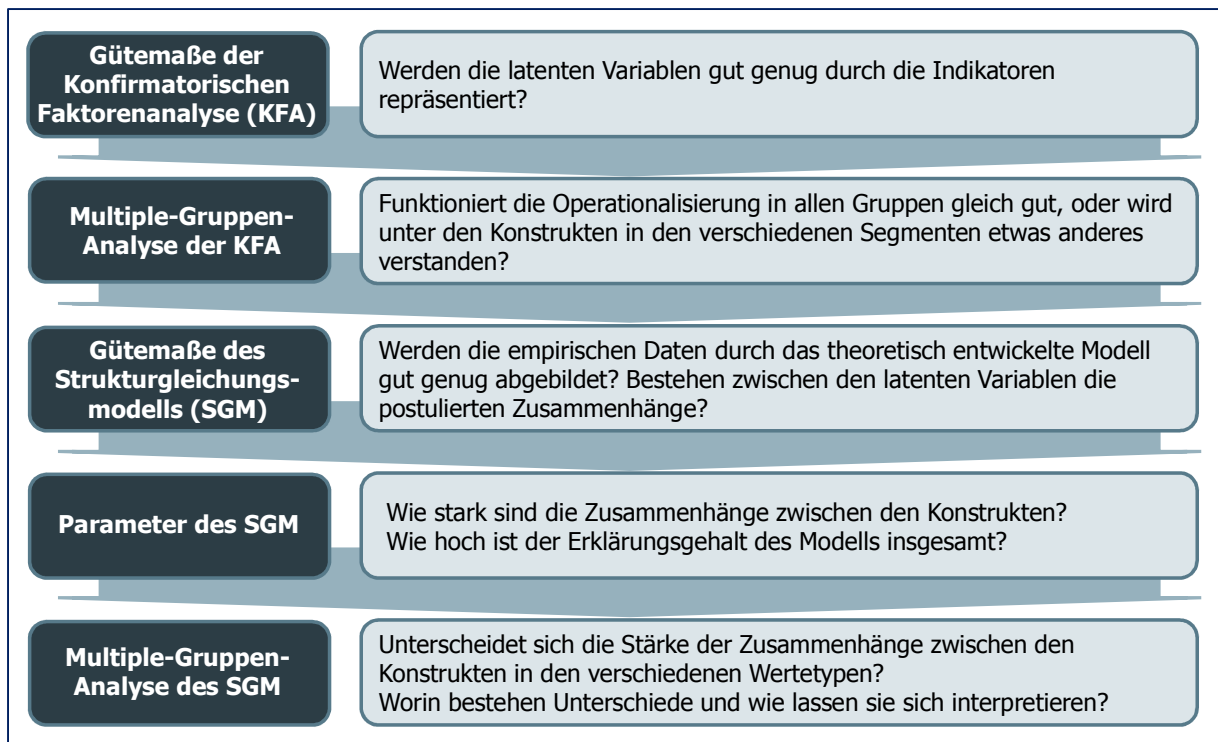 Gütemaße der
Konfirmatorischen
Faktorenanalyse (KFA)
Werden die latenten Variablen gut genug durch die Indikatoren
repräsentiert?
Multiple-Gruppen-
Analyse der KFA
Funktioniert die Operationalisierung in allen Gruppen gleich gut, oder wird
unter den Konstrukten in den verschiedenen Segmenten etwas anderes
verstanden?
Gütemaße des
Strukturgleichungs-
modells (SGM)
Werden die empirischen Daten durch das theoretisch entwickelte Modell
gut genug abgebildet? Bestehen zwischen den latenten Variablen die
postulierten Zusammenhänge?
Parameter des SGM
Wie stark sind die Zusammenhänge zwischen den Konstrukten?
Wie hoch ist der Erklärungsgehalt des Modells insgesamt?
Multiple-Gruppen-
Analyse des SGM
Unterscheidet sich die Stärke der Zusammenhänge zwischen den
Konstrukten in den verschiedenen Wertetypen?
Worin bestehen Unterschiede und wie lassen sie sich interpretieren?